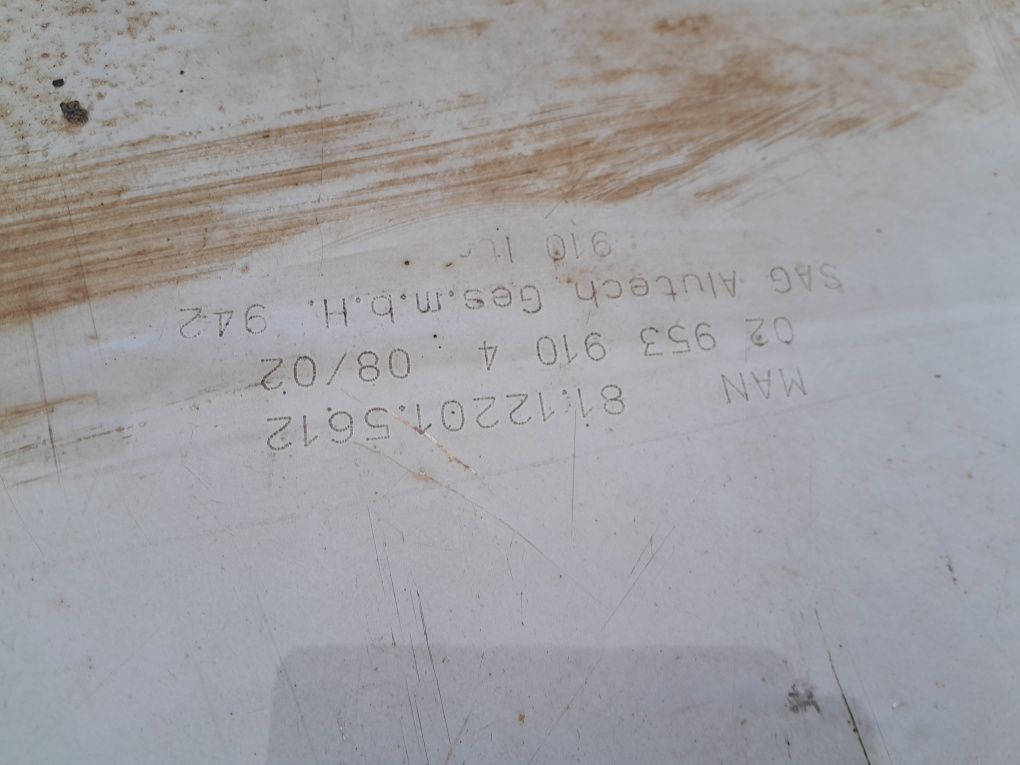 MAN 81.12201.5612
02 953 910 4 08/02
SAG Alutech Ges.m.b.H. 942
910